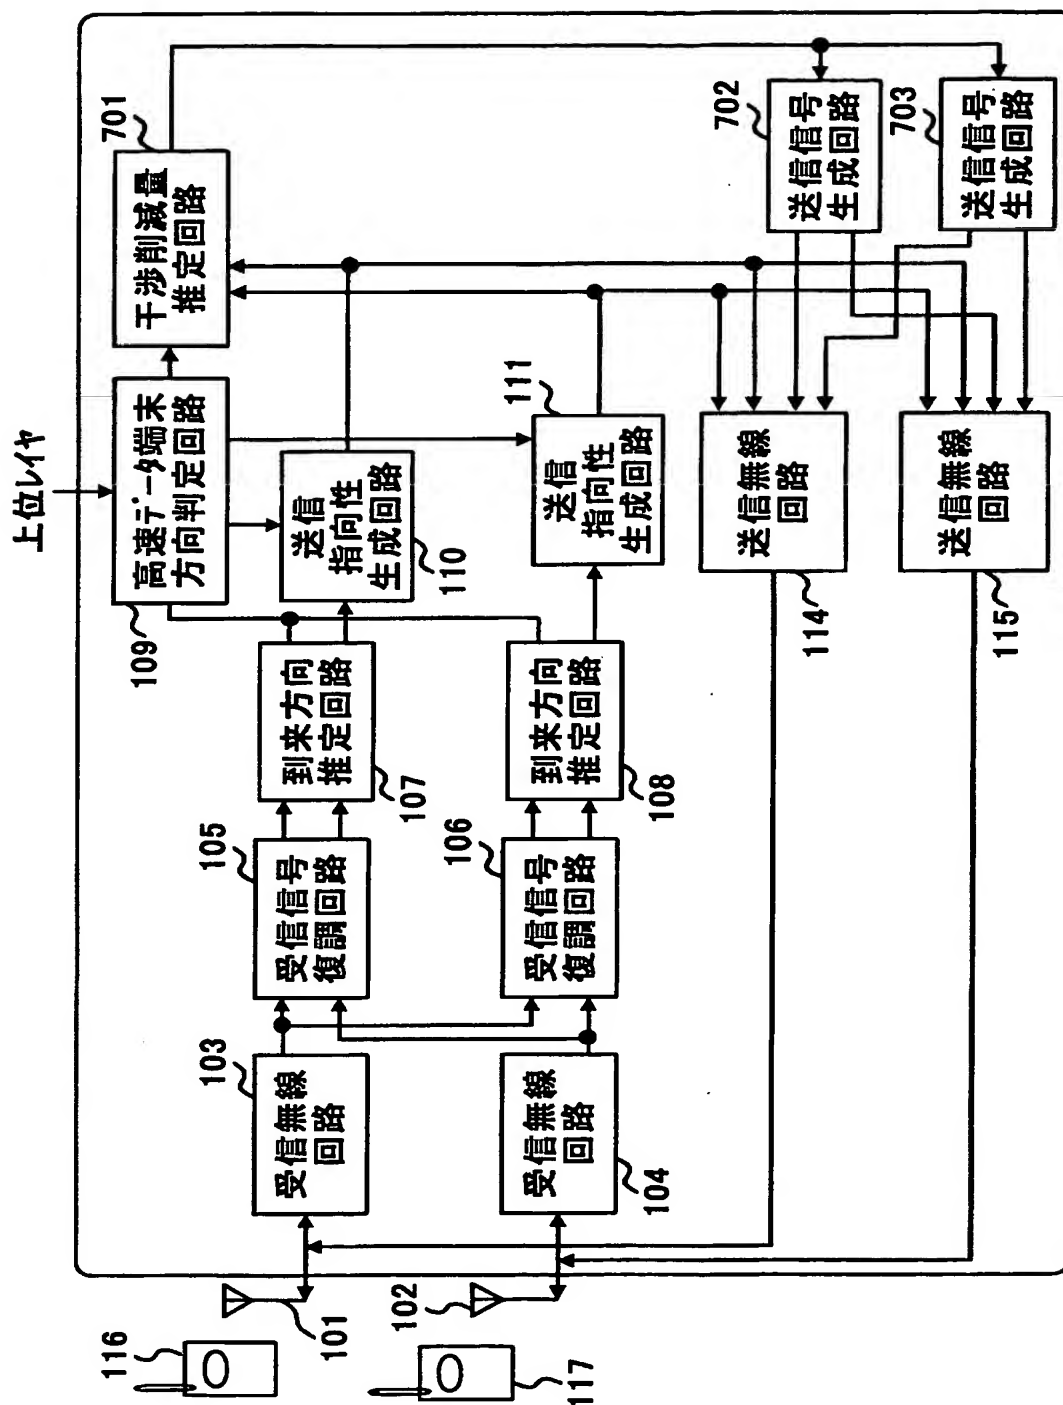 上位レイヤ
高速データ端末
方向判定回路
109
干渉削減量
推定回路
701
送信
指向性
生成回路
110
送信
指向性
生成回路
111
到来方向
推定回路
107
到来方向
推定回路
108
受信信号
復調回路
105
受信信号
復調回路
106
受信無線
回路
103
受信無線
回路
104
送信信号
生成回路
702
送信信号
生成回路
703
送信無線
回路
114
送信無線
回路
115
101
102
116
117